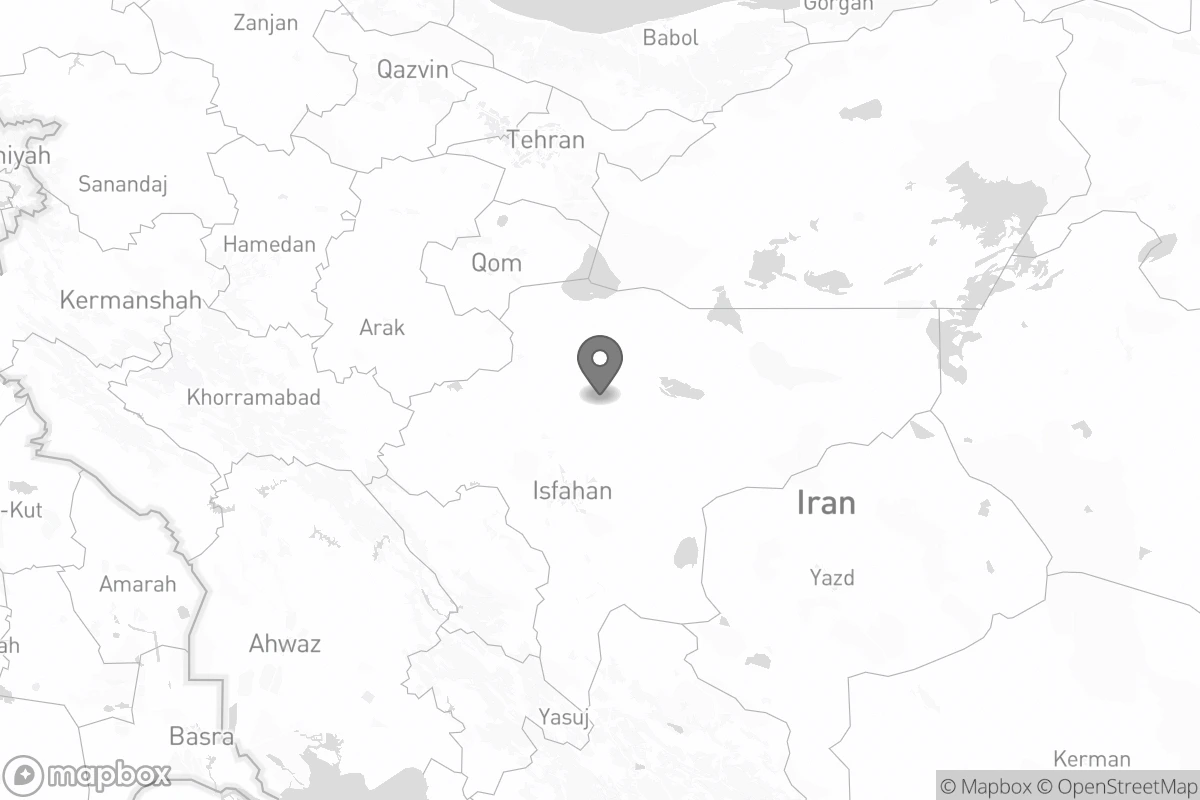 Gorgan
Zanjan
Babol
Qazvin
Tehran
niyah
Sanandaj
Hamedan
Qom
Kermanshah
Arak
Khorramabad
Isfahan
Iran
-Kut
Yazd
Amarah
Ahwaz
ah
Yasuj
Basra
Kerman
mapbox
© Mapbox © OpenStreetMap